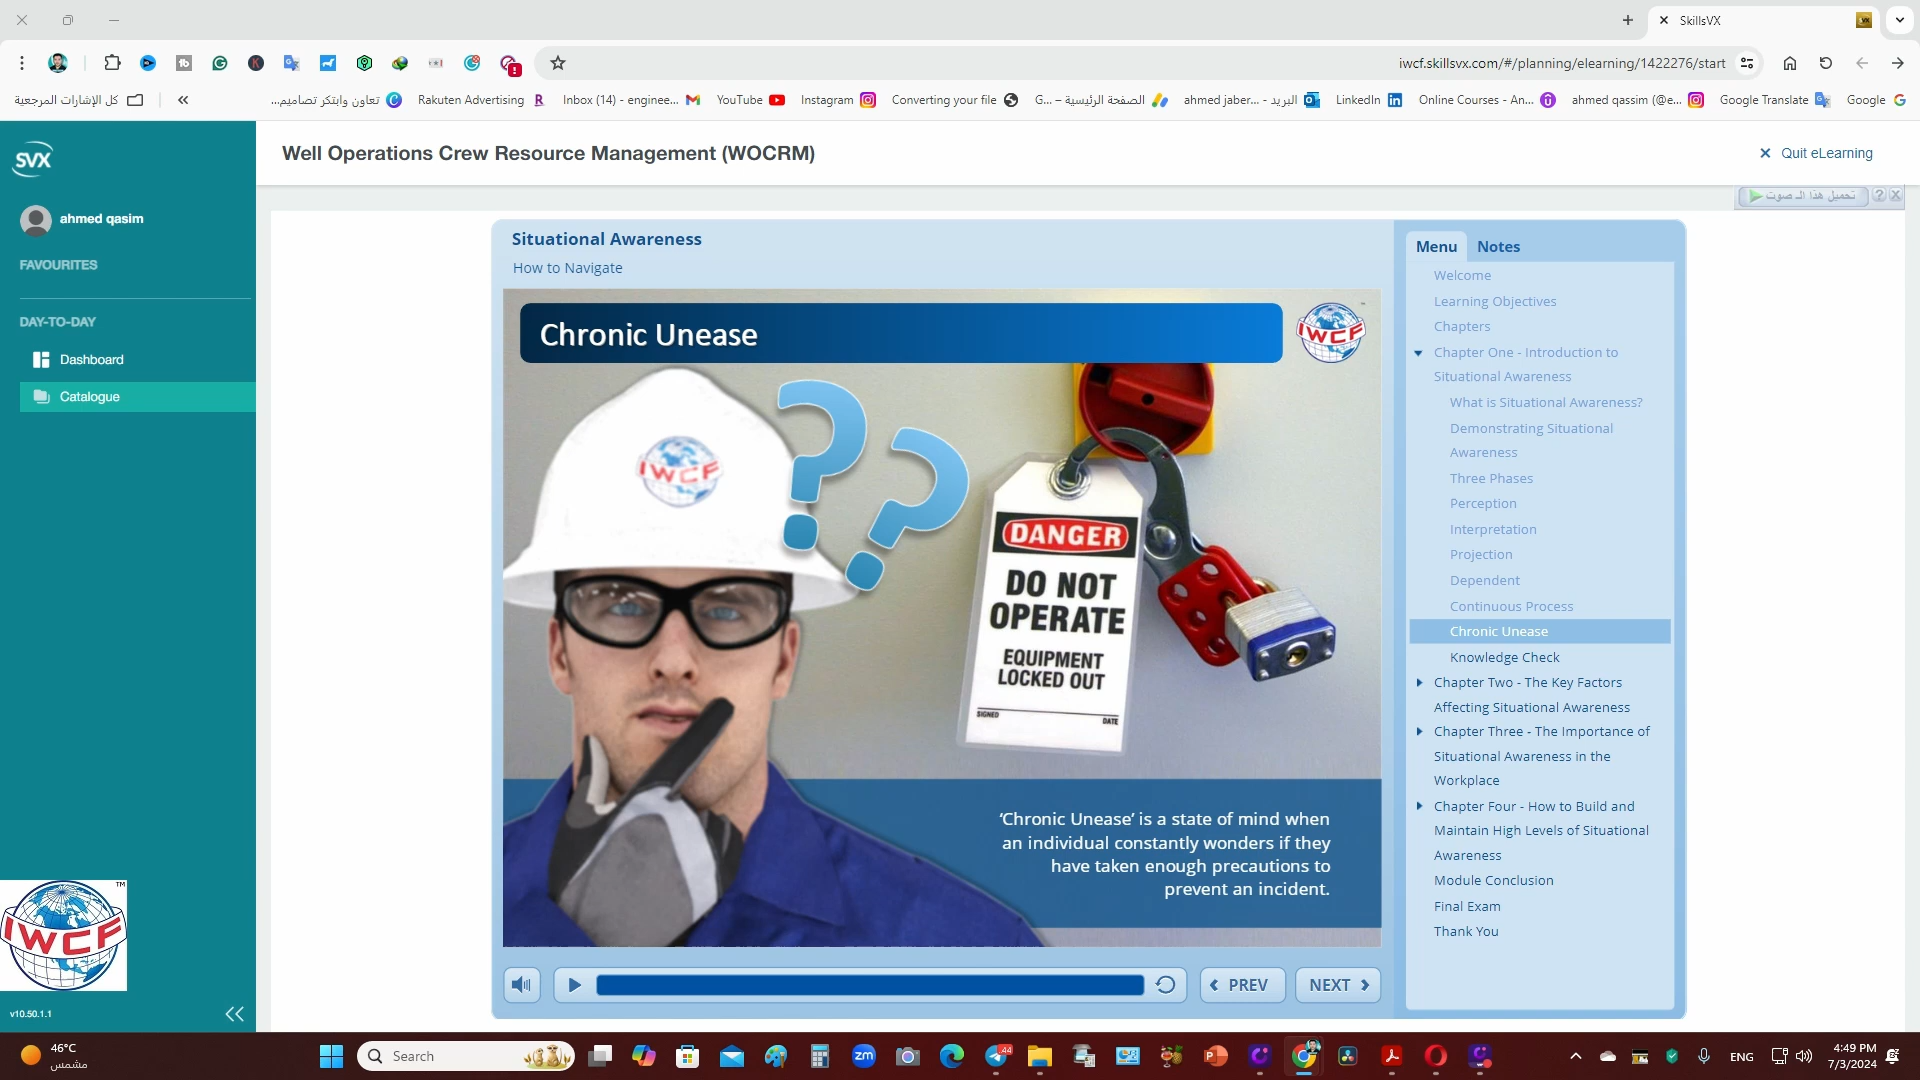 SkillsVX
iwcf.skillsvx.com/#/planning/elearning/1422276/start
كل الإشارات المرجعية
تعاون وابتكر تصاميم...
Rakuten Advertising
Inbox (14) - enginee...
YouTube
Instagram
Converting your file
الصفحة الرئيسية – G...
البريد - ahmed jaber...
LinkedIn
Online Courses - An...
ahmed qassim (@e...
Google Translate
Google
SVX
Well Operations Crew Resource Management (WOCRM)
Quit eLearning
تحميل هذا الـ صوت
ahmed qasim
FAVOURITES
DAY-TO-DAY
Dashboard
Catalogue
Situational Awareness
How to Navigate
Chronic Unease
IWCF
IWCF
DANGER
DO NOT
OPERATE
EQUIPMENT
LOCKED OUT
SIGNED DATE
‘Chronic Unease’ is a state of mind when
an individual constantly wonders if they
have taken enough precautions to
prevent an incident.
PREV
NEXT
Menu
Notes
Welcome
Learning Objectives
Chapters
Chapter One - Introduction to
Situational Awareness
What is Situational Awareness?
Demonstrating Situational
Awareness
Three Phases
Perception
Interpretation
Projection
Dependent
Continuous Process
Chronic Unease
Knowledge Check
Chapter Two - The Key Factors
Affecting Situational Awareness
Chapter Three - The Importance of
Situational Awareness in the
Workplace
Chapter Four - How to Build and
Maintain High Levels of Situational
Awareness
Module Conclusion
Final Exam
Thank You
IWCF
TM
v10.50.1.1
46°C
مشمس
Search
zm
44
ENG
4:49 PM
7/3/2024